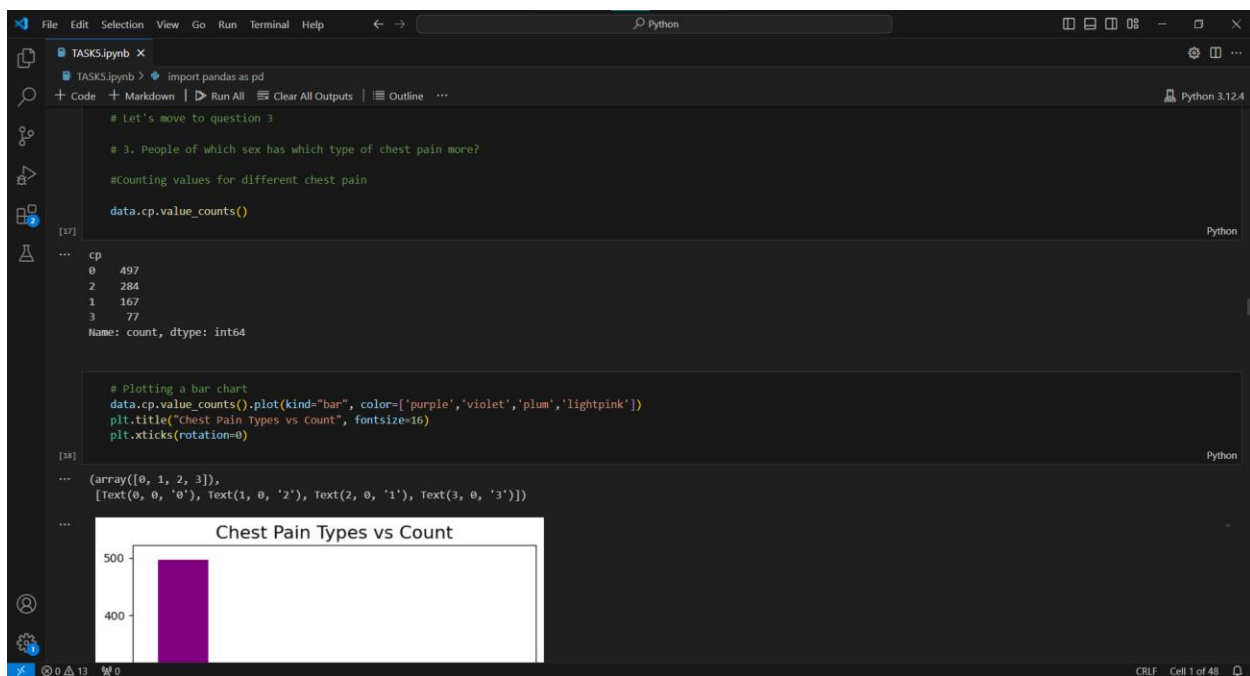 File Edit Selection View Go Run Terminal Help ← → Python
TASK5.ipynb ×
TASK5.ipynb > import pandas as pd
+ Code + Markdown | Run All Clear All Outputs | Outline ... Python 3.12.4
# Let's move to question 3
# 3. People of which sex has which type of chest pain more?
#Counting values for different chest pain
data.cp.value_counts()
[17] Python
... cp
0 497
2 284
1 167
3 77
Name: count, dtype: int64
# Plotting a bar chart
data.cp.value_counts().plot(kind="bar", color=['purple','violet','plum','lightpink'])
plt.title("Chest Pain Types vs Count", fontsize=16)
plt.xticks(rotation=0)
[18] Python
... (array([0, 1, 2, 3]),
[Text(0, 0, '0'), Text(1, 0, '2'), Text(2, 0, '1'), Text(3, 0, '3')])
...
Chest Pain Types vs Count
500
400
2
1
0 13 0 CRLF Cell 1 of 48